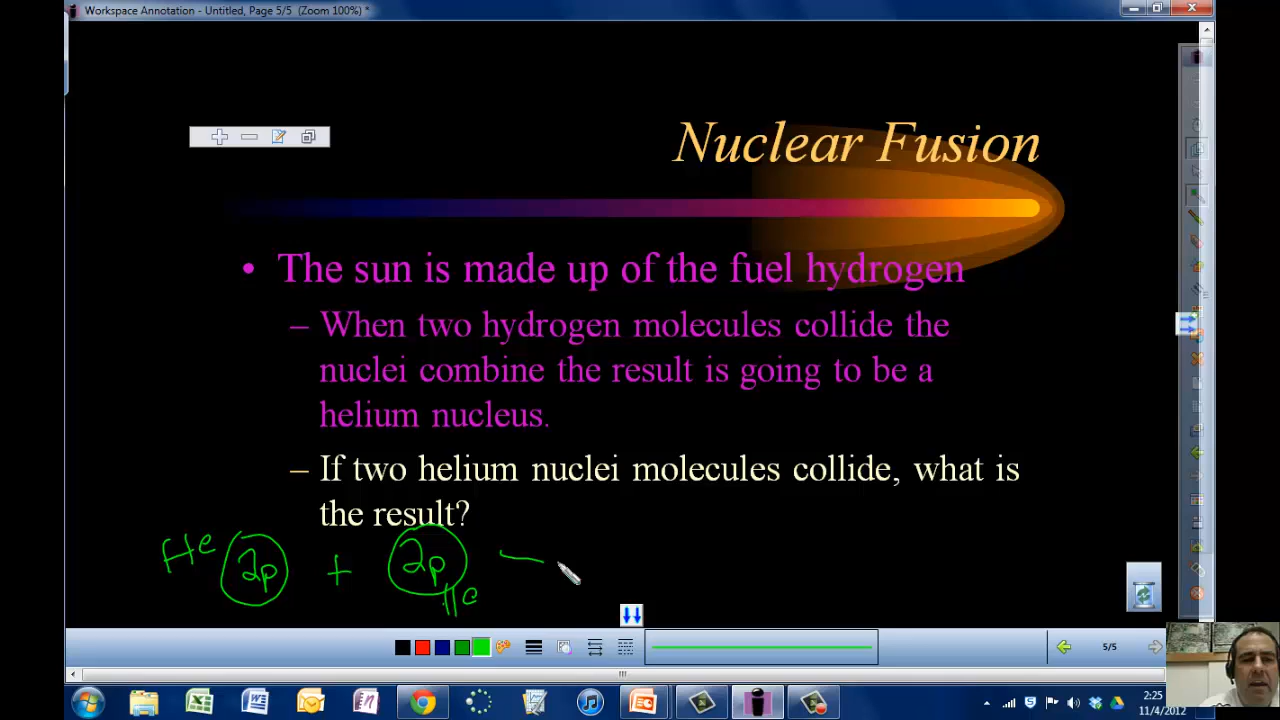 Workspace Annotation - Untitled, Page 5/5 (Zoom 100%) *
Nuclear Fusion
• The sun is made up of the fuel hydrogen
– When two hydrogen molecules collide the
nuclei combine the result is going to be a
helium nucleus.
– If two helium nuclei molecules collide, what is
the result?
He 2p + 2p He —
5/5
2:25
11/4/2012